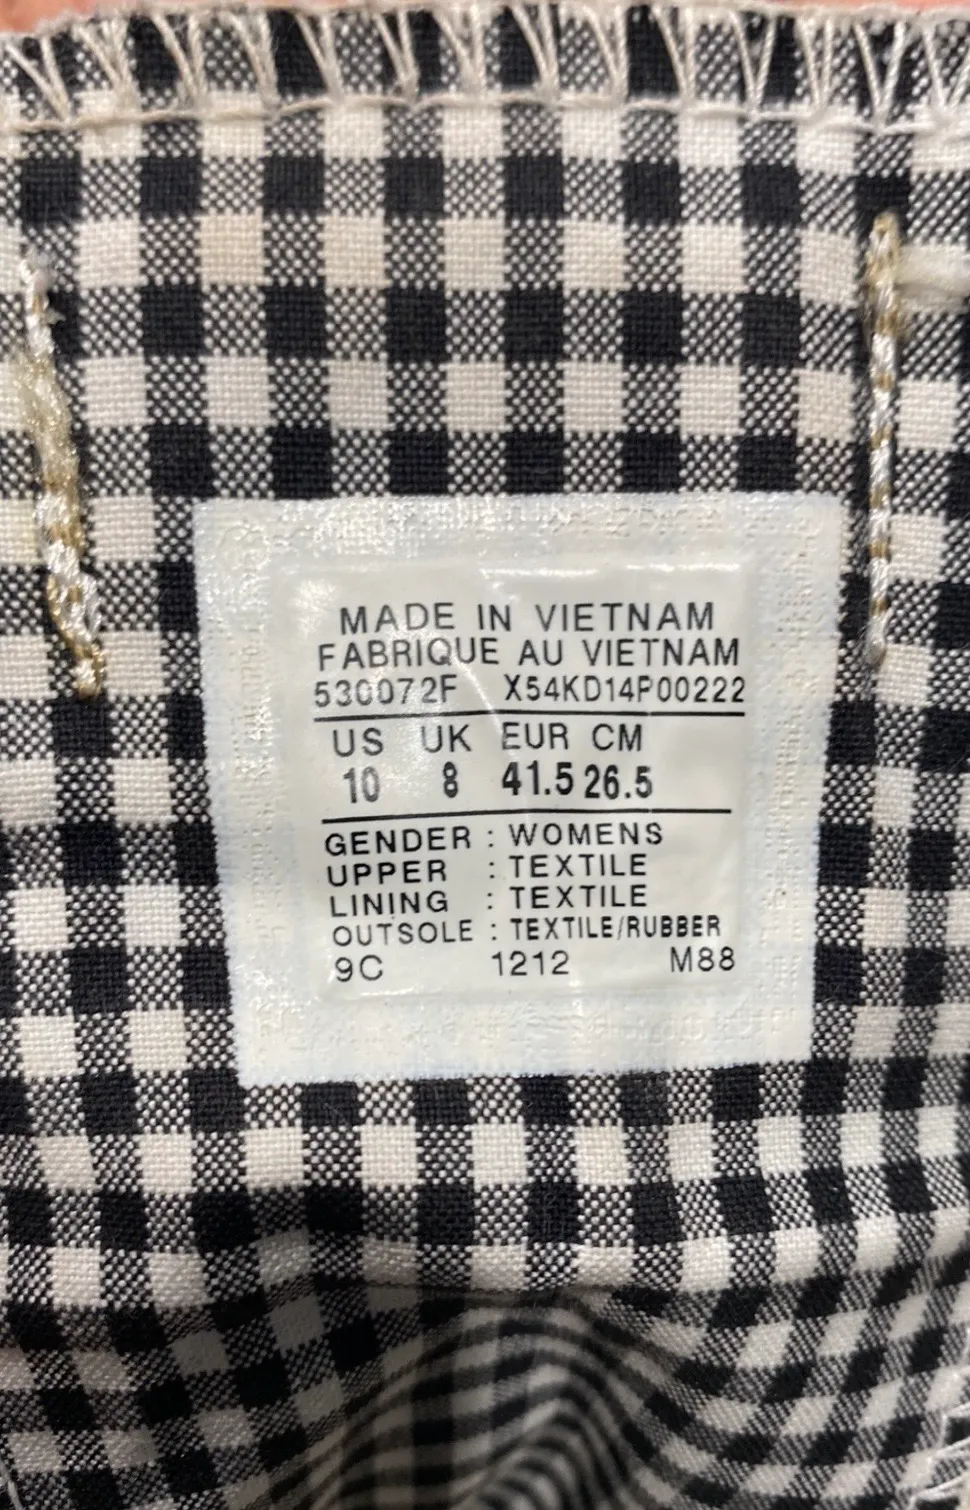 MADE IN VIETNAM
FABRIQUE AU VIETNAM
530072F X54KD14P00222
US UK EUR CM
10 8 41.5 26.5
GENDER : WOMENS
UPPER : TEXTILE
LINING : TEXTILE
OUTSOLE : TEXTILE/RUBBER
9C 1212 M88